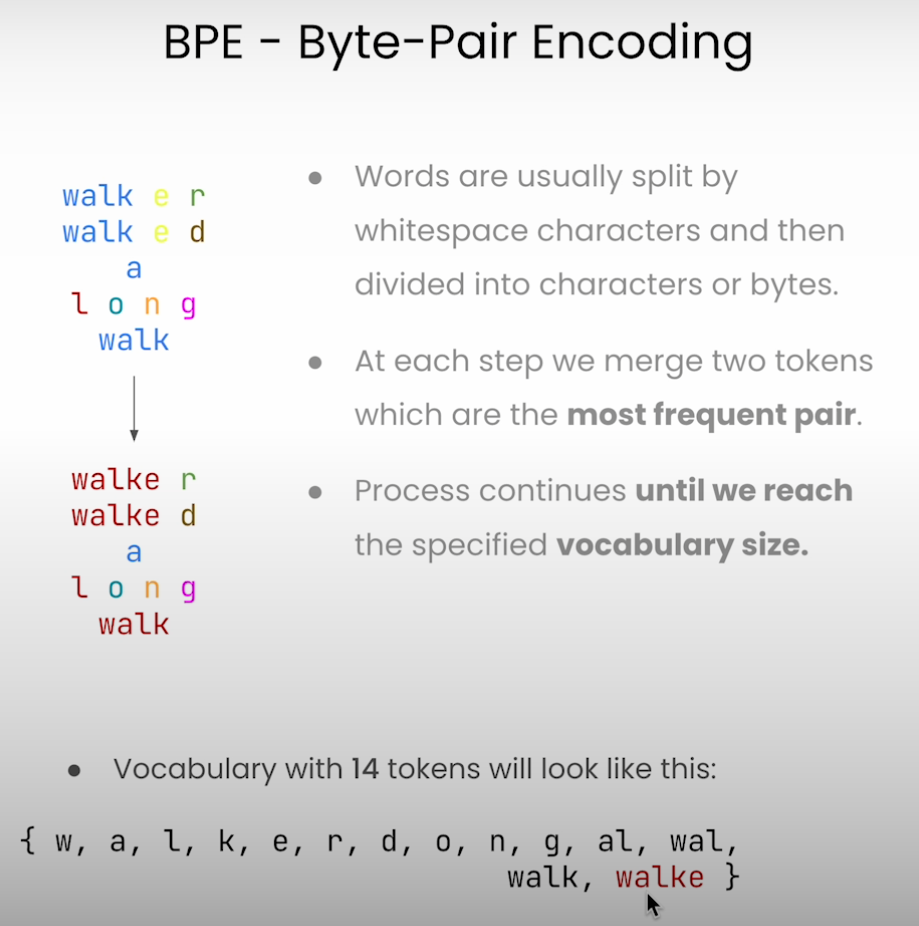 BPE - Byte-Pair Encoding
walk e r
walk e d
a
l o n g
walk
walke r
walke d
a
l o n g
walk
● Words are usually split by
whitespace characters and then
divided into characters or bytes.
● At each step we merge two tokens
which are the most frequent pair.
● Process continues until we reach
the specified vocabulary size.
● Vocabulary with 14 tokens will look like this:
{ w, a, l, k, e, r, d, o, n, g, al, wal,
walk, walke }